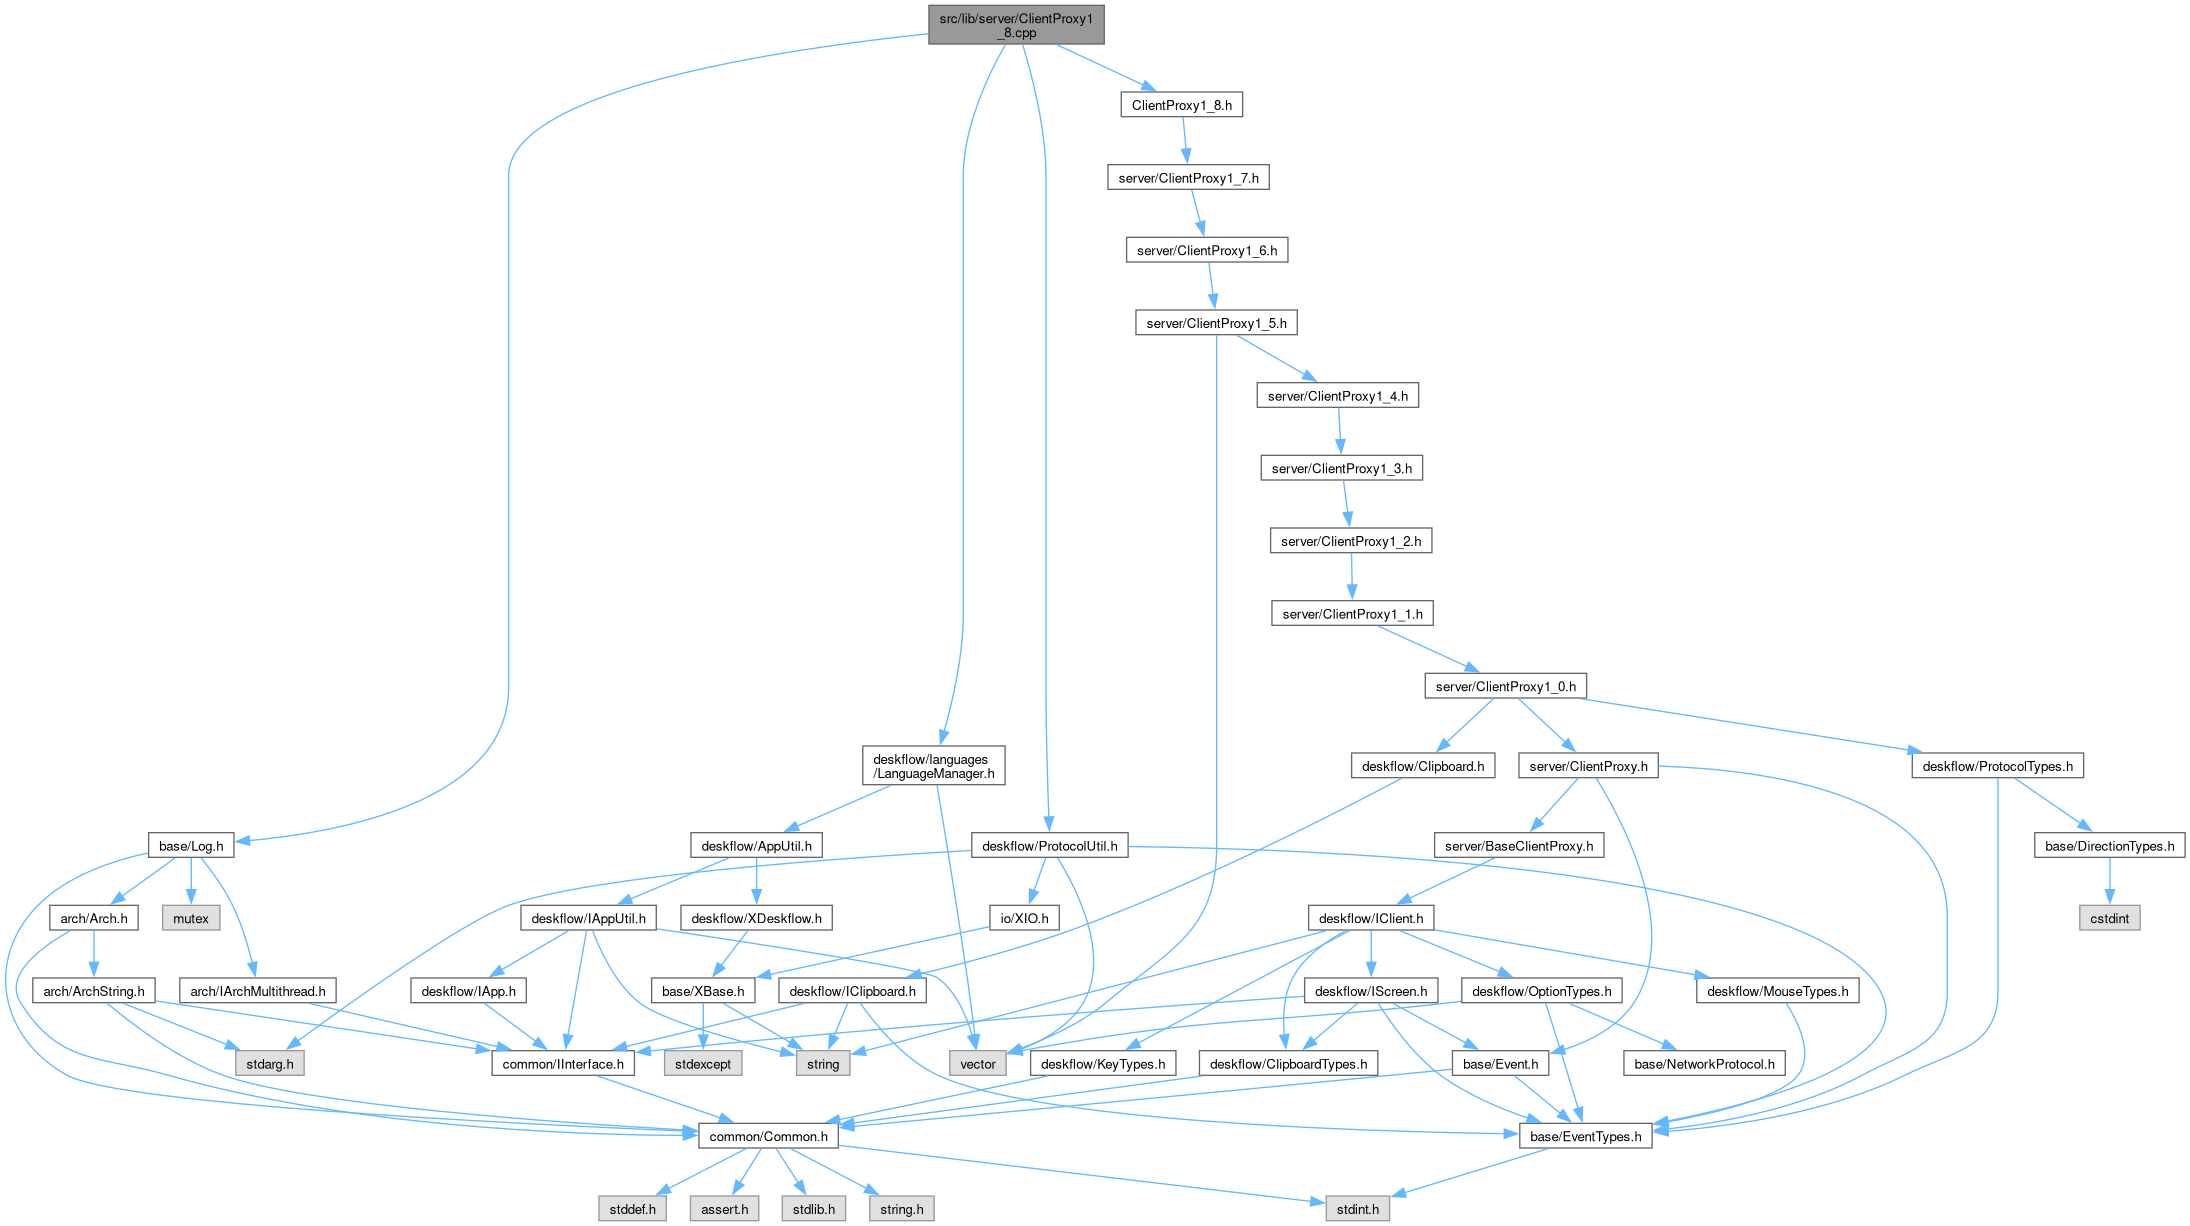 src/lib/server/ClientProxy1
_8.cpp
ClientProxy1_8.h
server/ClientProxy1_7.h
server/ClientProxy1_6.h
server/ClientProxy1_5.h
server/ClientProxy1_4.h
server/ClientProxy1_3.h
server/ClientProxy1_2.h
server/ClientProxy1_1.h
server/ClientProxy1_0.h
deskflow/languages
/LanguageManager.h
deskflow/Clipboard.h
server/ClientProxy.h
deskflow/ProtocolTypes.h
base/Log.h
deskflow/AppUtil.h
deskflow/ProtocolUtil.h
server/BaseClientProxy.h
base/DirectionTypes.h
arch/Arch.h
mutex
deskflow/IAppUtil.h
deskflow/XDeskflow.h
io/XIO.h
deskflow/IClient.h
cstdint
arch/ArchString.h
arch/IArchMultithread.h
deskflow/IApp.h
base/XBase.h
deskflow/IClipboard.h
deskflow/IScreen.h
deskflow/OptionTypes.h
deskflow/MouseTypes.h
stdarg.h
common/IInterface.h
stdexcept
string
vector
deskflow/KeyTypes.h
deskflow/ClipboardTypes.h
base/Event.h
base/NetworkProtocol.h
common/Common.h
base/EventTypes.h
stddef.h
assert.h
stdlib.h
string.h
stdint.h